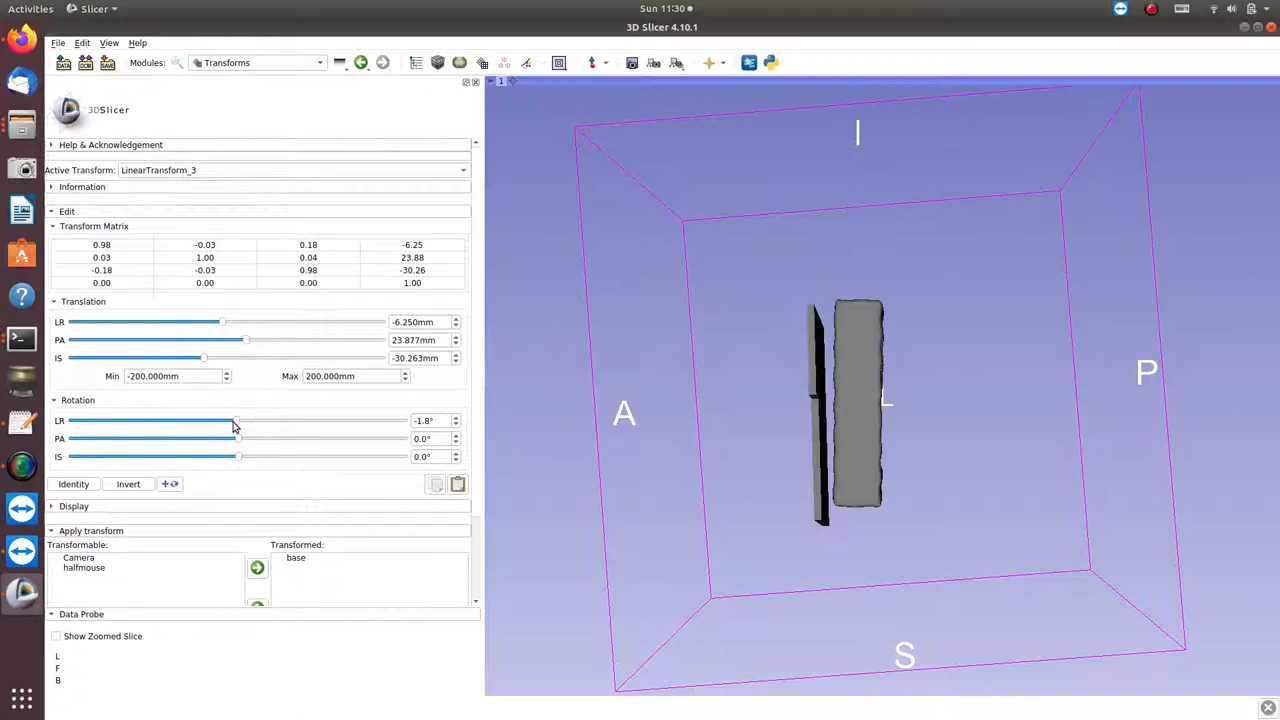 Activities Slicer Sun 11:30
3D Slicer 4.10.1
File Edit View Help
DATA DCM SAVE Modules: Transforms
1
3DSlicer
Help & Acknowledgement
Active Transform: LinearTransform_3
Information
Edit
Transform Matrix
0.98 -0.03 0.18 -6.25
0.03 1.00 0.04 23.88
-0.18 -0.03 0.98 -30.26
0.00 0.00 0.00 1.00
Translation
LR -6.250mm
PA 23.877mm
IS -30.263mm
Min -200.000mm Max 200.000mm
Rotation
LR -1.8°
PA 0.0°
IS 0.0°
Identity Invert
Display
Apply transform
Transformable: Transformed:
Camera base
halfmouse
Data Probe
Show Zoomed Slice
L
F
B
I
A
L
P
S